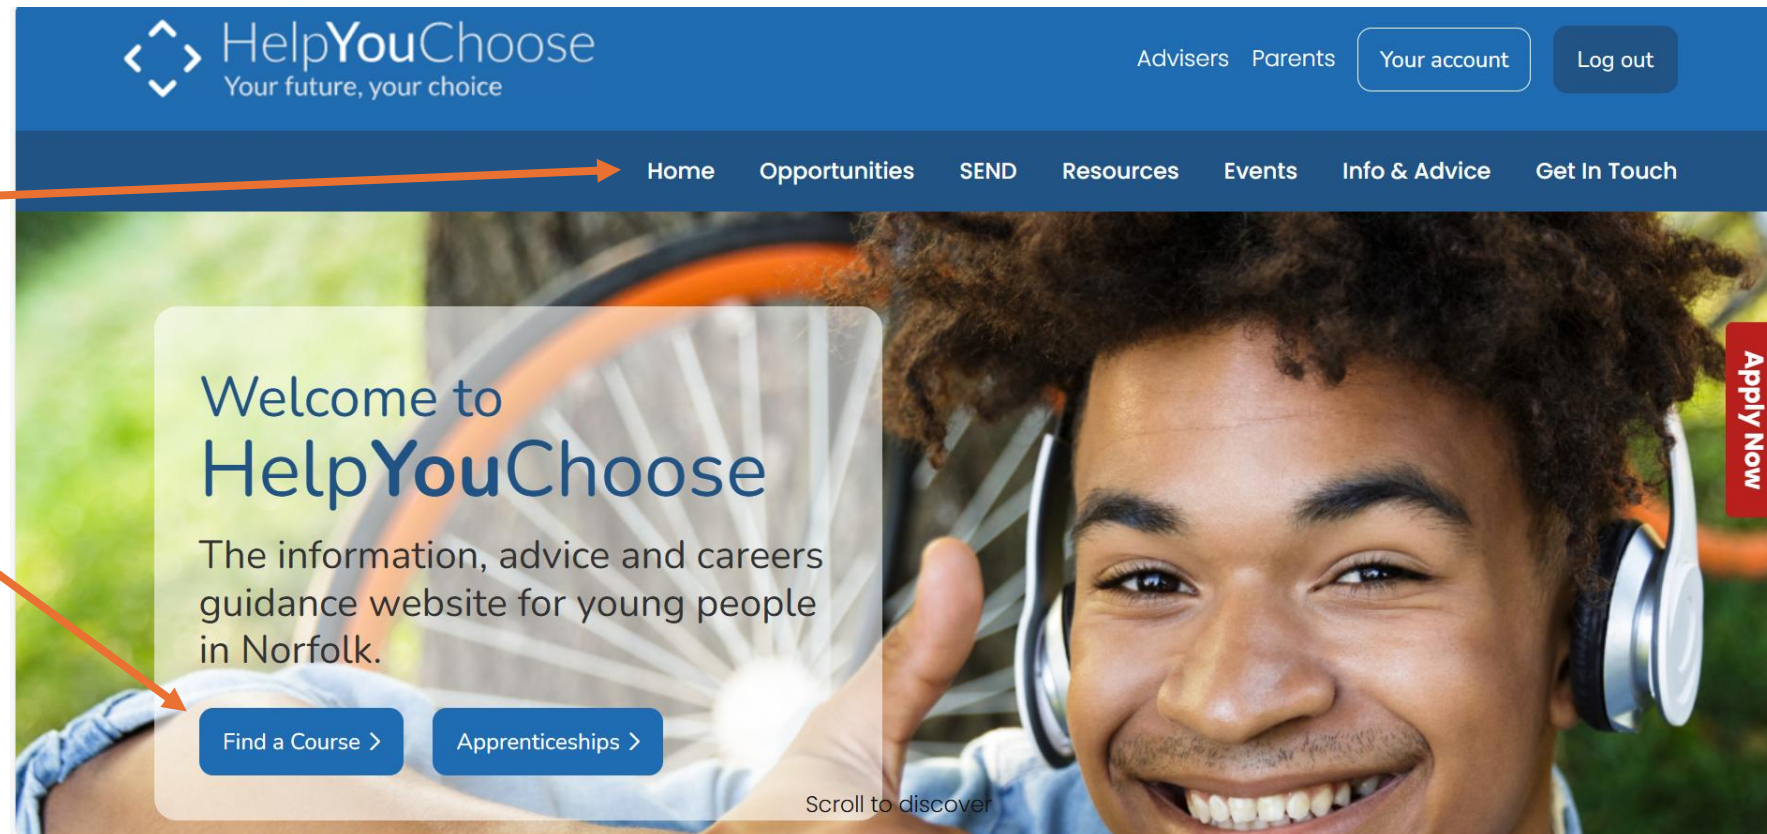 HelpYouChoose
Your future, your choice
Advisers Parents Your account Log out
Home Opportunities SEND Resources Events Info & Advice Get In Touch
Welcome to
HelpYouChoose
The information, advice and careers
guidance website for young people
in Norfolk.
Find a Course > Apprenticeships >
Scroll to discover
Apply Now